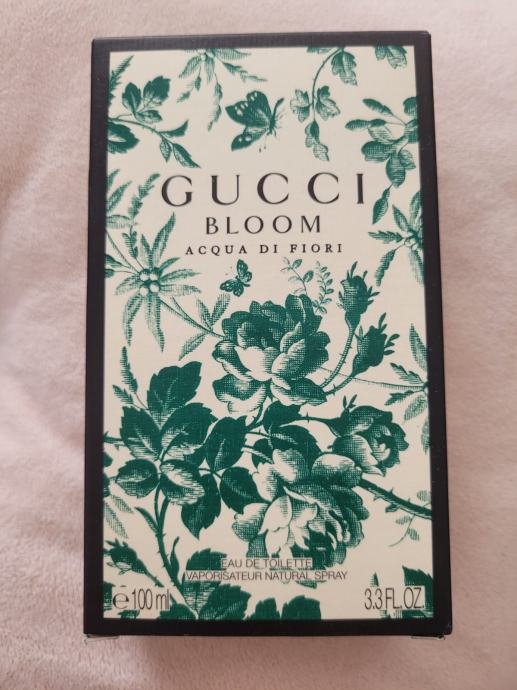 GUCCI
BLOOM
ACQUA DI FIORI
EAU DE TOILETTE
VAPORISATEUR NATURAL SPRAY
℮100 ml 3.3 FL.OZ.